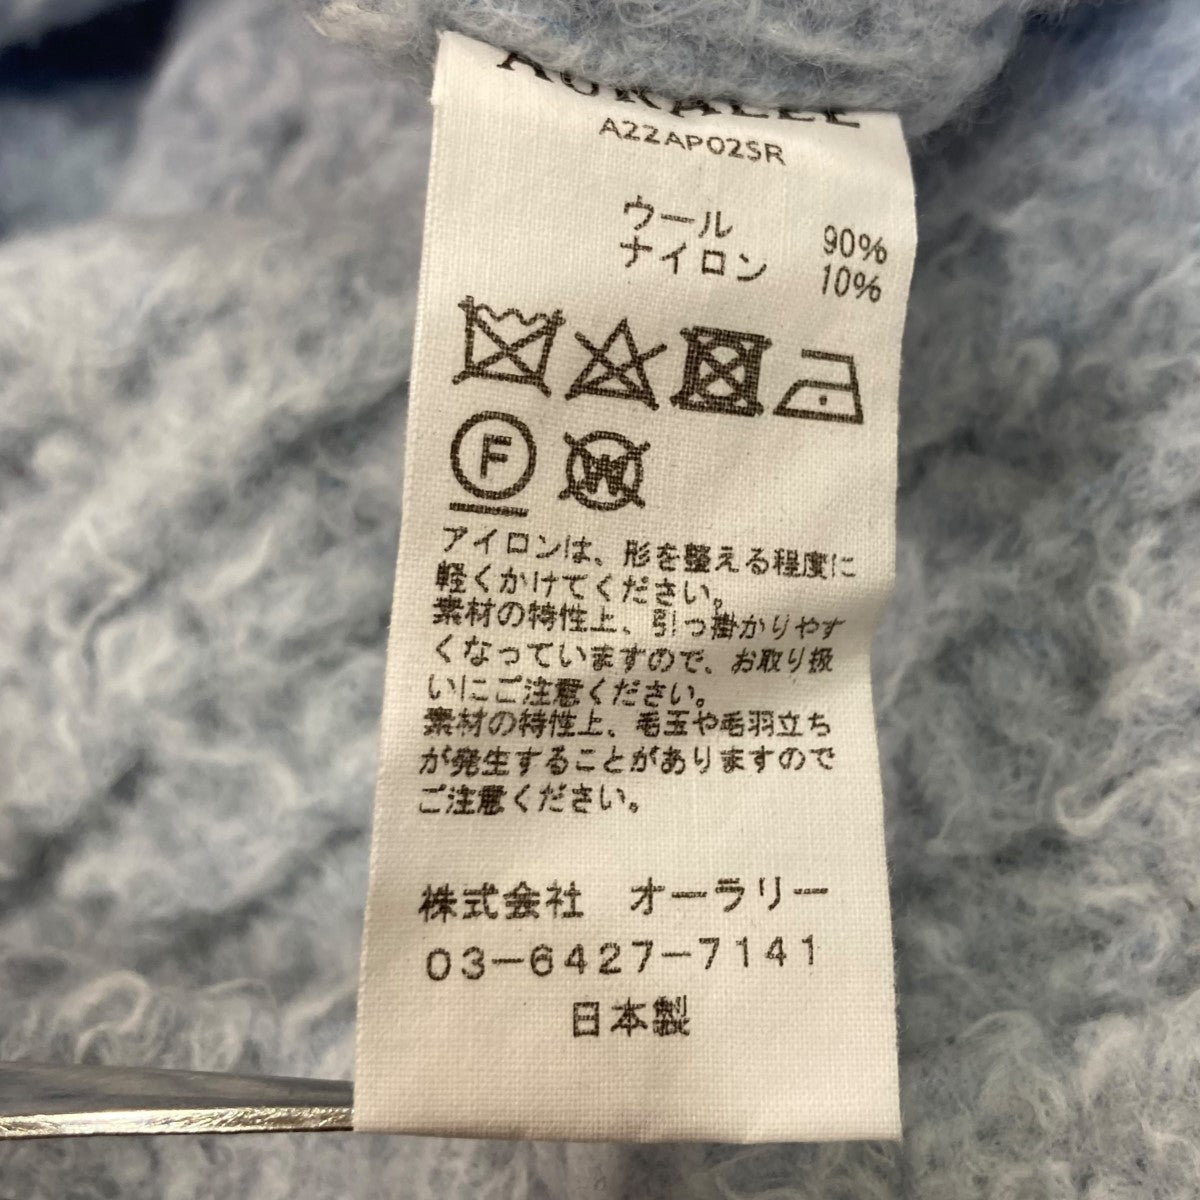 AURALEE
A22AP02SR
ウール 90%
ナイロン 10%
F W
アイロンは、形を整える程度に
軽くかけてください。
素材の特性上、引っ掛かりやす
くなっていますので、お取り扱
いにご注意ください。
素材の特性上、毛玉や毛羽立ち
が発生することがありますので
ご注意ください。
株式会社 オーラリー
03-6427-7141
日本製